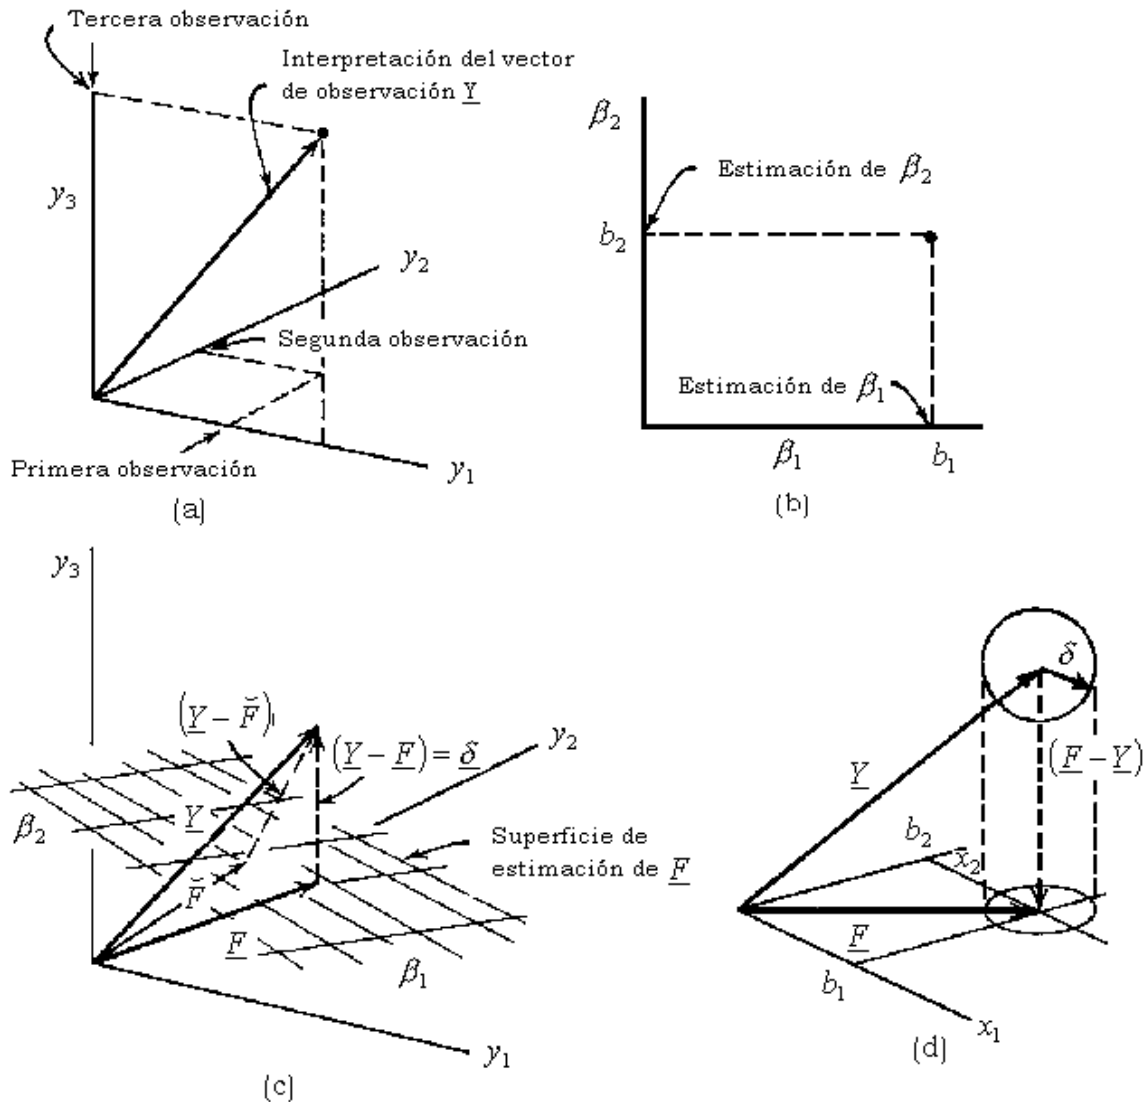 Tercera observación
Interpretación del vector
de observación Y
y3
y2
Segunda observación
Primera observación
y1
(a)
β2
Estimación de β2
b2
Estimación de β1
β1
b1
(b)
y3
(Y − F̆)
(Y − F) = δ
y2
β2
Y
Superficie de
estimación de F
F̆
F
β1
y1
(c)
δ
Y
(F − Y)
b2
x2
F
b1
x1
(d)